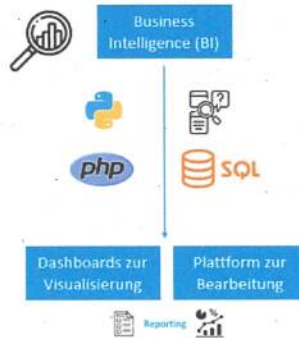 Business
Intelligence (BI)
?
php
SQL
Dashboards zur
Visualisierung
Plattform zur
Bearbeitung
Reporting
%